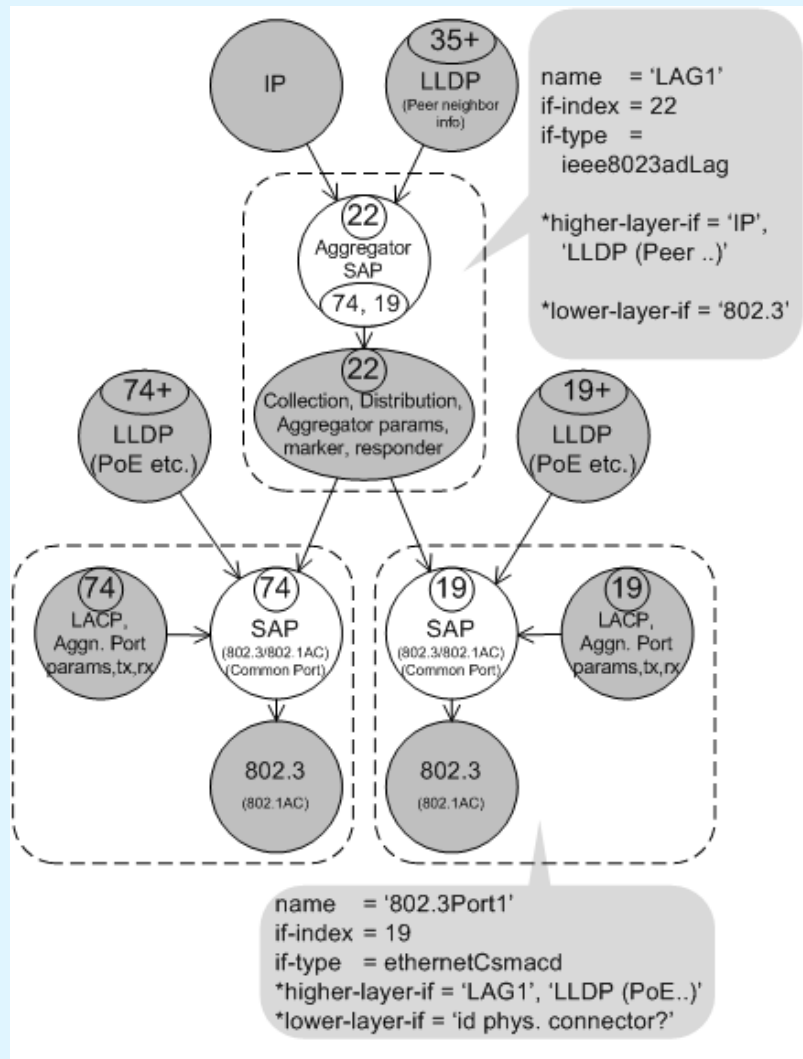 IP
35+
LLDP
(Peer neighbor
info)
name = ‘LAG1’
if-index = 22
if-type =
ieee8023adLag
*higher-layer-if = ‘IP’,
‘LLDP (Peer ..)’
*lower-layer-if = ‘802.3’
22
Aggregator
SAP
74, 19
22
Collection, Distribution,
Aggregator params,
marker, responder
74+
LLDP
(PoE etc.)
19+
LLDP
(PoE etc.)
74
LACP,
Aggn. Port
params,tx,rx
74
SAP
(802.3/802.1AC)
(Common Port)
802.3
(802.1AC)
19
SAP
(802.3/802.1AC)
(Common Port)
19
LACP,
Aggn. Port
params,tx,rx
802.3
(802.1AC)
name = ‘802.3Port1’
if-index = 19
if-type = ethernetCsmacd
*higher-layer-if = ‘LAG1’, ‘LLDP (PoE..)’
*lower-layer-if = ‘id phys. connector?’